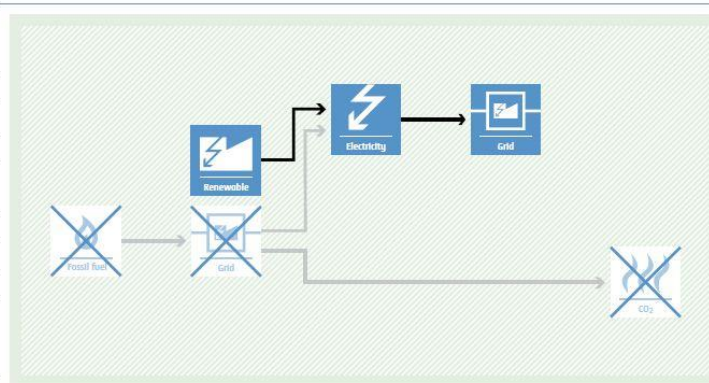 Electricity
Grid
Renewable
Fossil fuel
Grid
CO₂